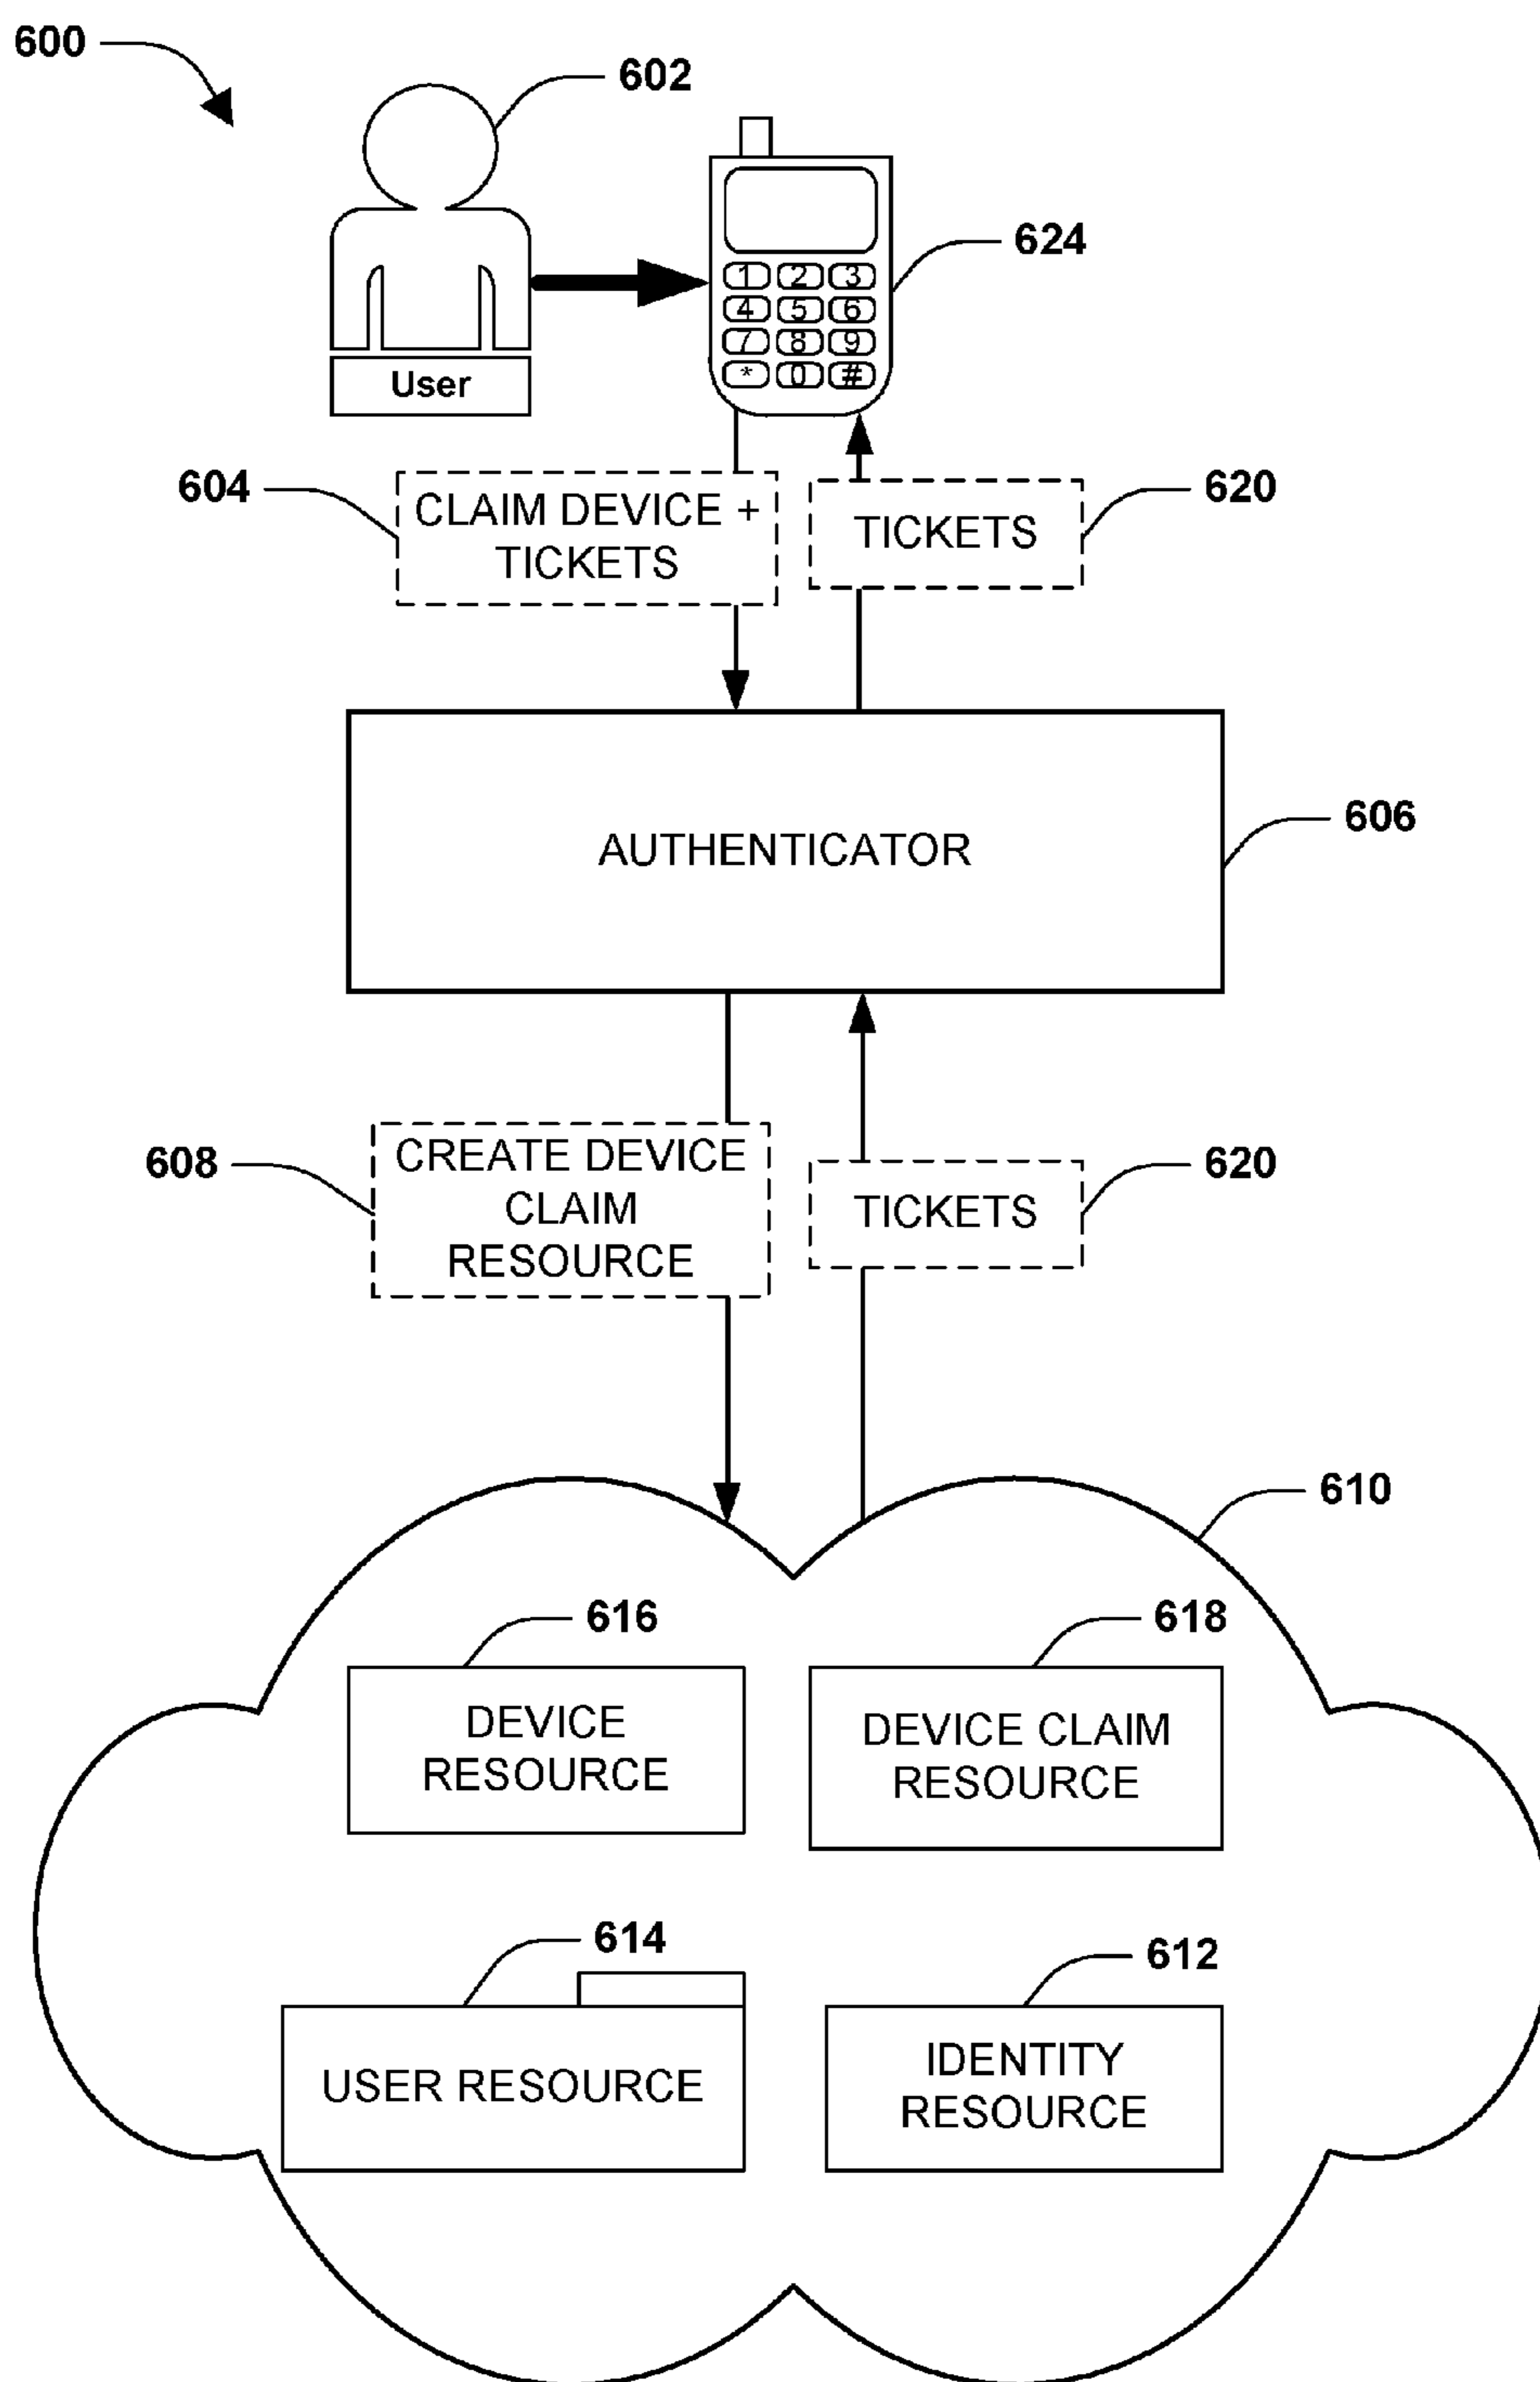 600
602
624
1 2 3
4 5 6
7 8 9
* 0 #
User
604
CLAIM DEVICE +
TICKETS
TICKETS
620
AUTHENTICATOR
606
608
CREATE DEVICE
CLAIM
RESOURCE
TICKETS
620
610
616
618
DEVICE
RESOURCE
DEVICE CLAIM
RESOURCE
614
612
USER RESOURCE
IDENTITY
RESOURCE